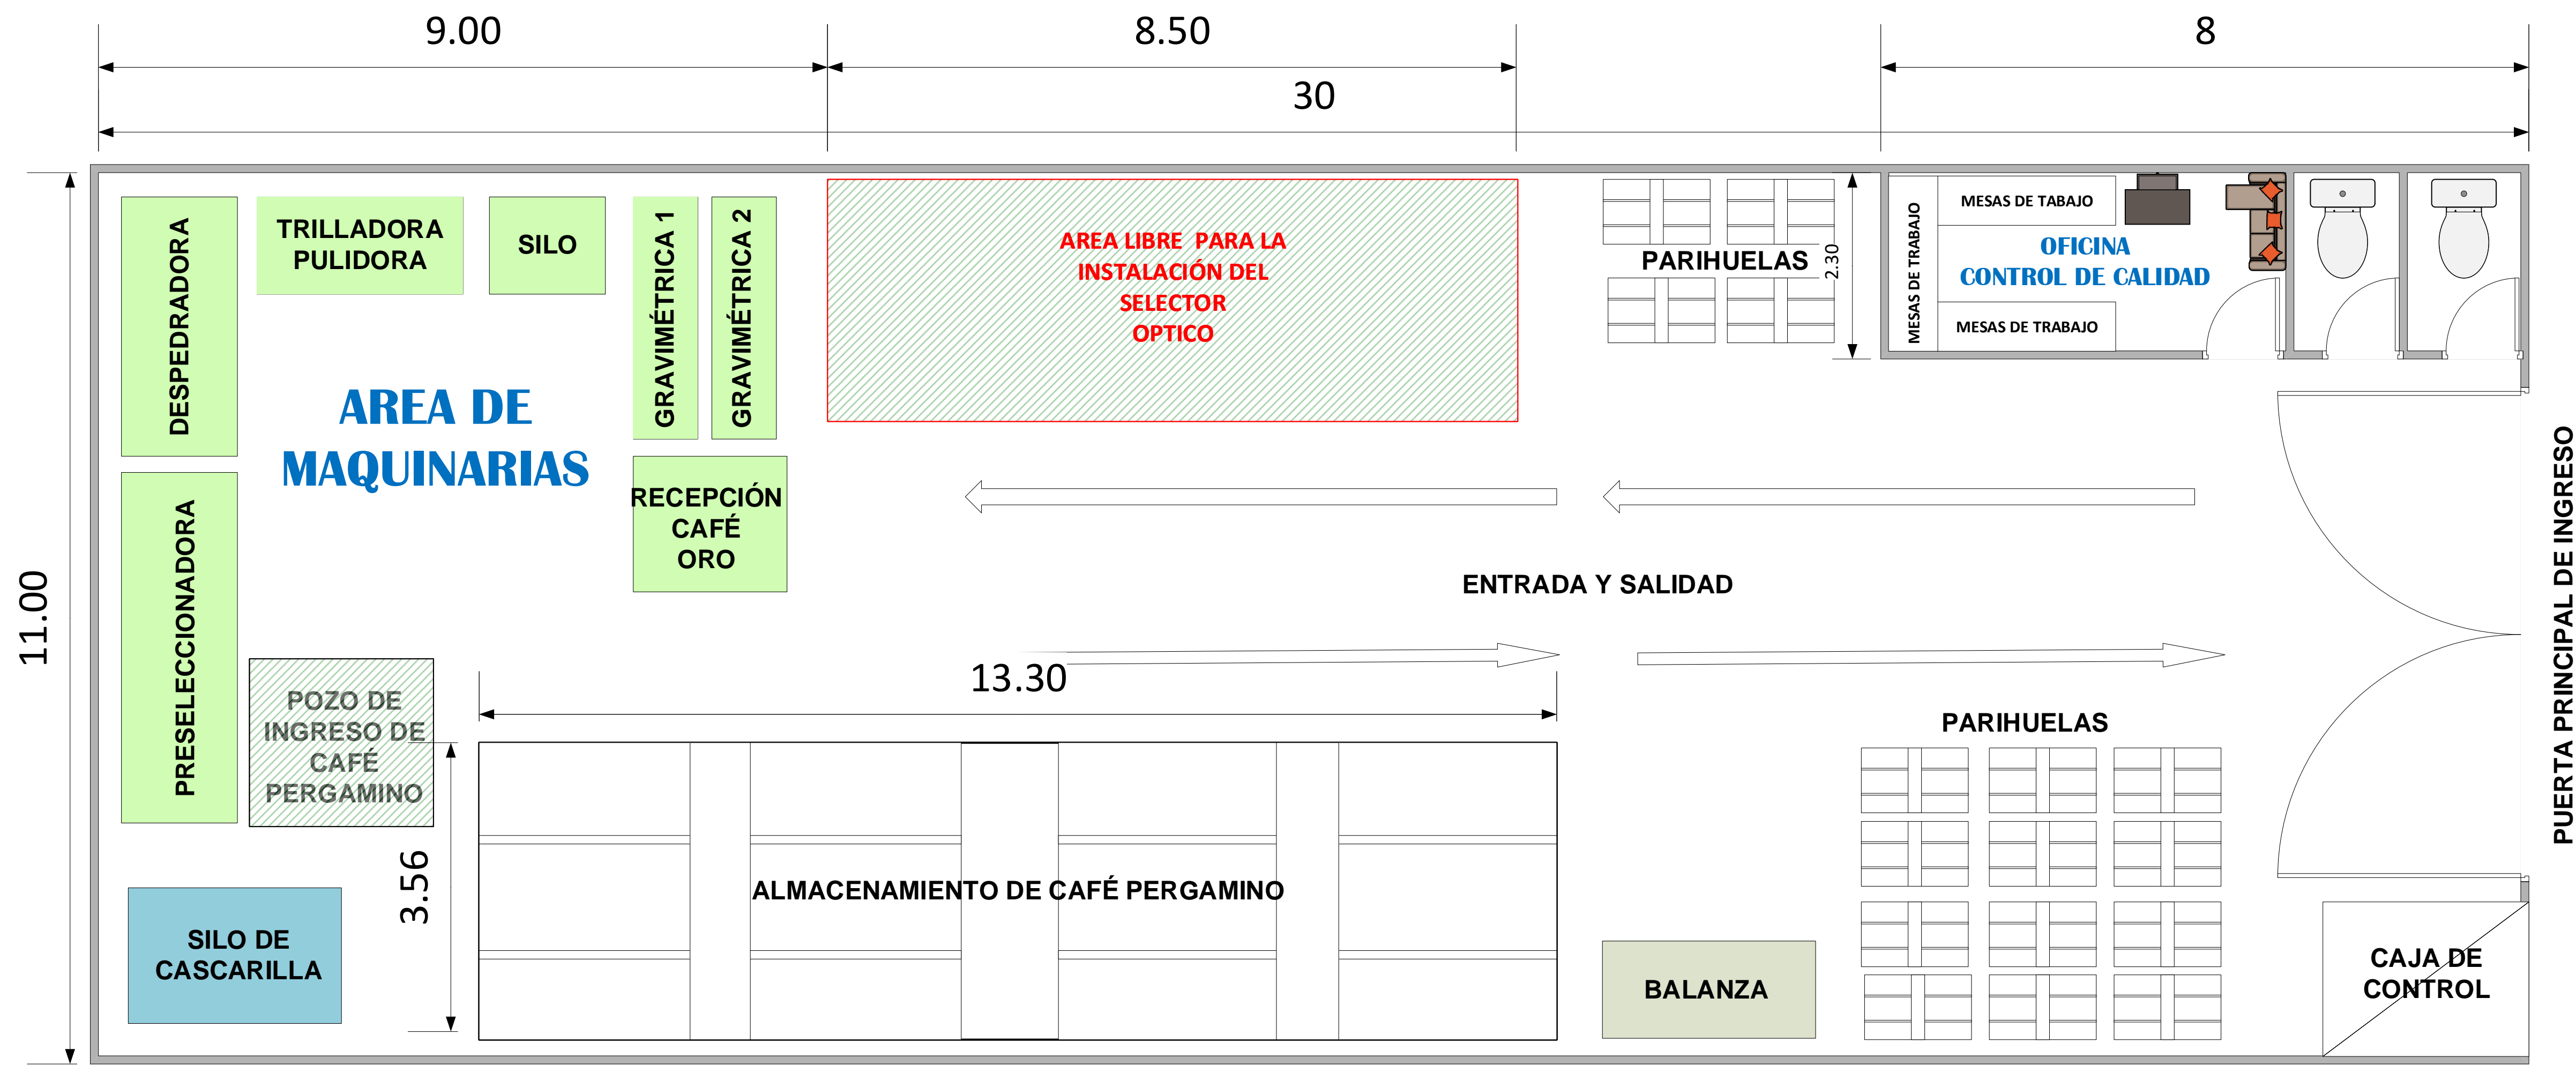 9.00
8.50
8
30
DESPEDRADORA
TRILLADORA
PULIDORA
SILO
GRAVIMÉTRICA 1
GRAVIMÉTRICA 2
AREA LIBRE PARA LA
INSTALACIÓN DEL
SELECTOR
OPTICO
PARIHUELAS
2.30
MESAS DE TRABAJO
MESAS DE TABAJO
OFICINA
CONTROL DE CALIDAD
MESAS DE TRABAJO
AREA DE
MAQUINARIAS
RECEPCIÓN
CAFÉ
ORO
PRESELECCIONADORA
11.00
ENTRADA Y SALIDAD
PUERTA PRINCIPAL DE INGRESO
POZO DE
INGRESO DE
CAFÉ
PERGAMINO
13.30
PARIHUELAS
3.56
ALMACENAMIENTO DE CAFÉ PERGAMINO
SILO DE
CASCARILLA
BALANZA
CAJA DE
CONTROL